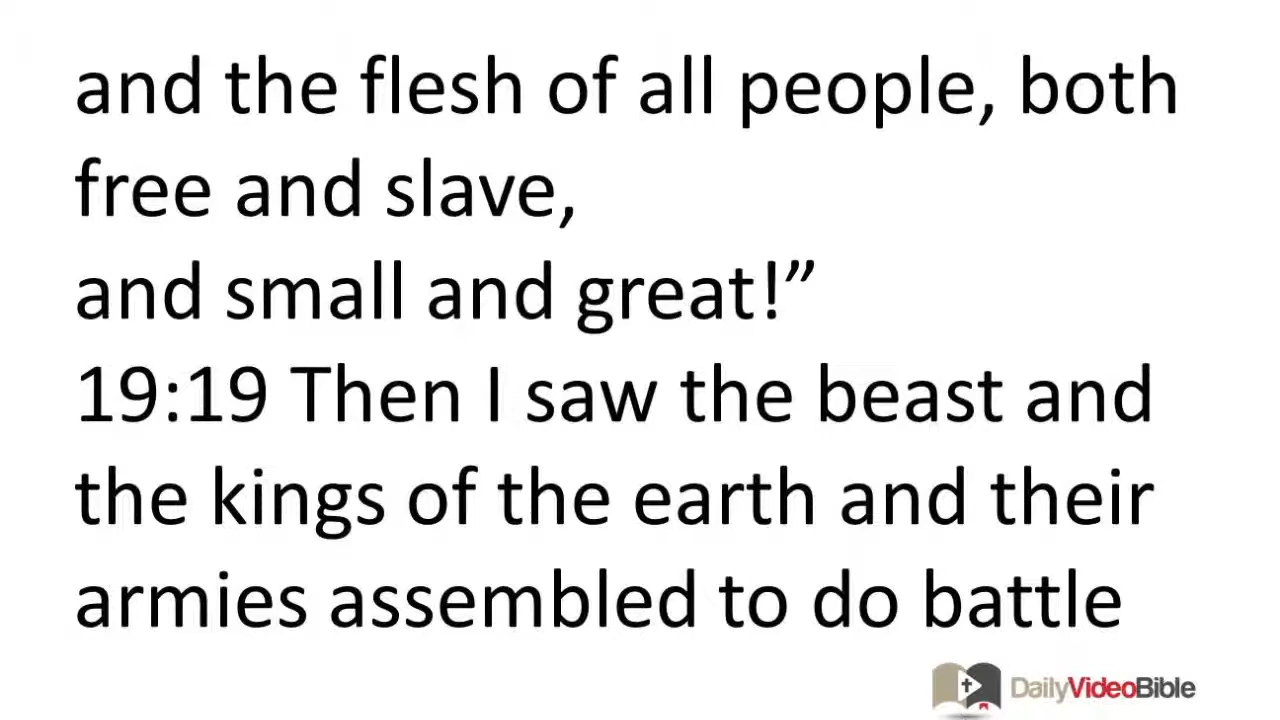 and the flesh of all people, both
free and slave,
and small and great!”
19:19 Then I saw the beast and
the kings of the earth and their
armies assembled to do battle
DailyVideoBible